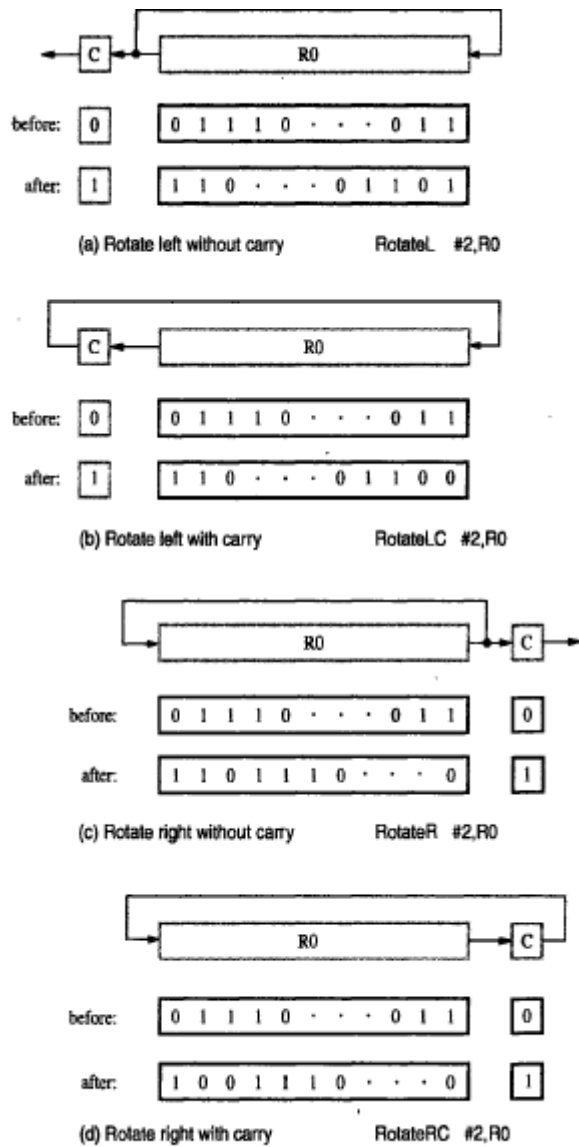 C R0
before: 0 0 1 1 1 0 · · · 0 1 1
after: 1 1 1 0 · · · 0 1 1 0 1
(a) Rotate left without carry RotateL #2,R0
C R0
before: 0 0 1 1 1 0 · · · 0 1 1
after: 1 1 1 0 · · · 0 1 1 0 0
(b) Rotate left with carry RotateLC #2,R0
R0 C
before: 0 1 1 1 0 · · · 0 1 1 0
after: 1 1 0 1 1 1 0 · · · 0 1
(c) Rotate right without carry RotateR #2,R0
R0 C
before: 0 1 1 1 0 · · · 0 1 1 0
after: 1 0 0 1 1 1 0 · · · 0 1
(d) Rotate right with carry RotateRC #2,R0